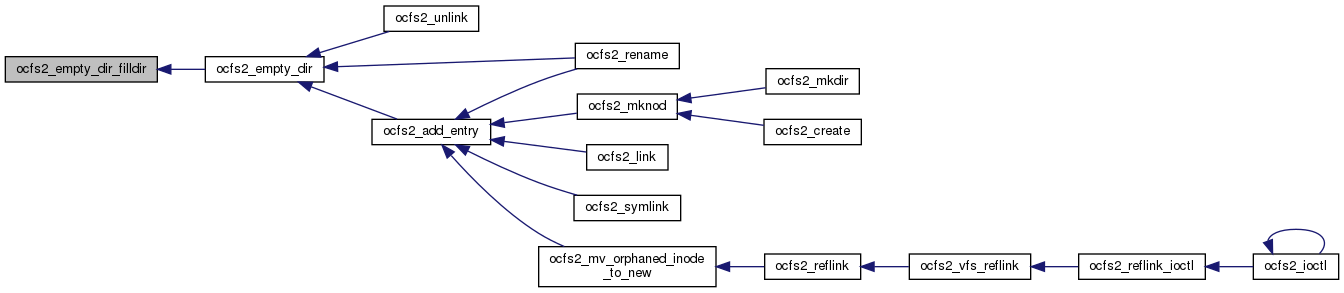 ocfs2_unlink
ocfs2_empty_dir_filldir
ocfs2_empty_dir
ocfs2_rename
ocfs2_mkdir
ocfs2_mknod
ocfs2_add_entry
ocfs2_create
ocfs2_link
ocfs2_symlink
ocfs2_mv_orphaned_inode
_to_new
ocfs2_reflink
ocfs2_vfs_reflink
ocfs2_reflink_ioctl
ocfs2_ioctl